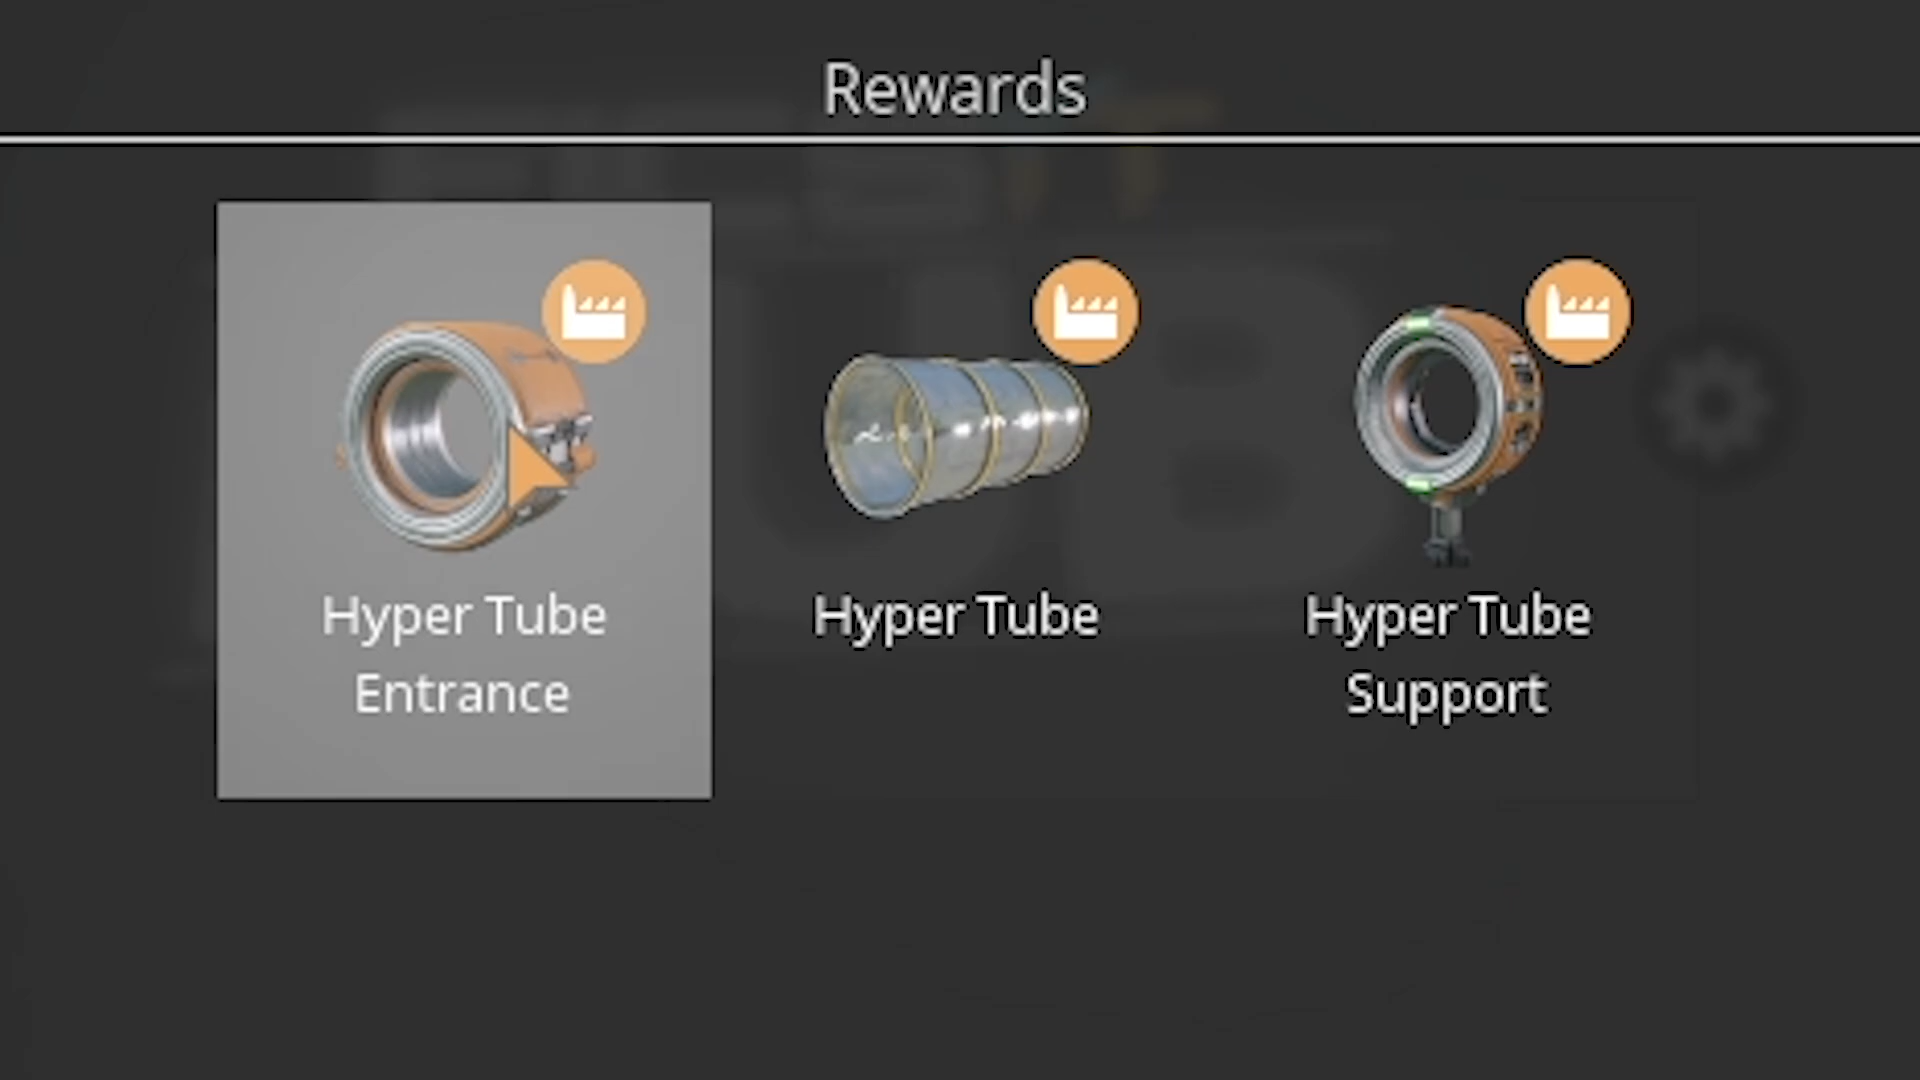 Rewards
Hyper Tube
Entrance
Hyper Tube
Hyper Tube
Support